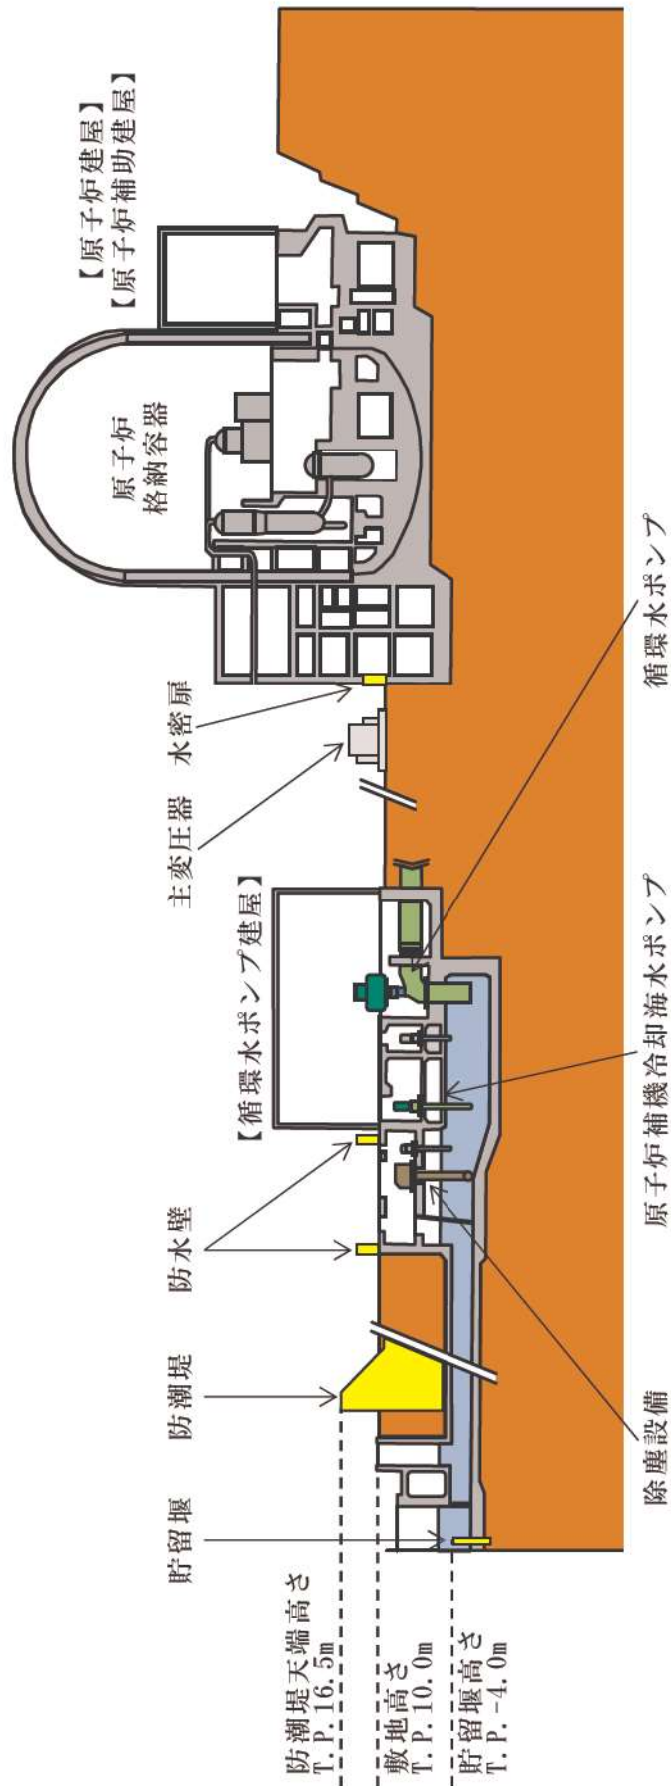 【原子炉建屋】
【原子炉補助建屋】
原子炉
格納容器
水密扉
主変圧器
【循環水ポンプ建屋】
防水壁
防潮堤
貯留堰
防潮堤天端高さ
T.P.16.5m
敷地高さ
T.P.10.0m
貯留堰高さ
T.P.-4.0m
除塵設備
原子炉補機冷却海水ポンプ
循環水ポンプ